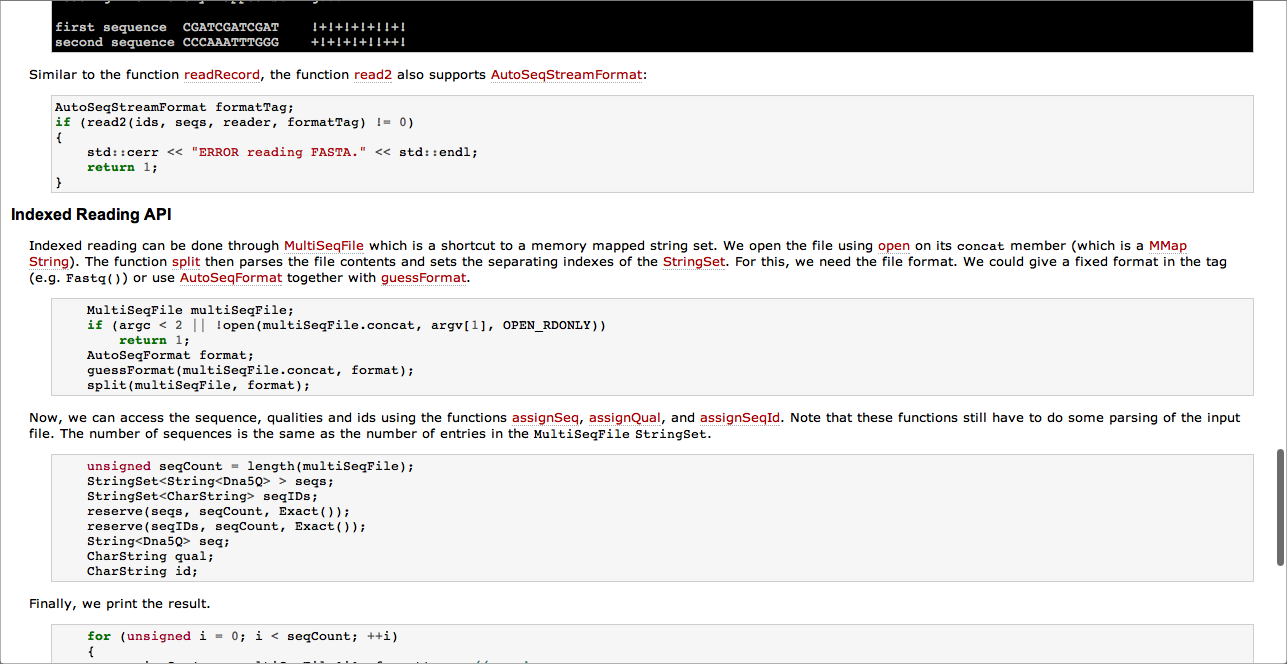 first sequence  CGATCGATCGAT    !+!+!+!+!!+!
second sequence CCCAAATTTGGG    +!+!+!+!!++!
Similar to the function readRecord, the function read2 also supports AutoSeqStreamFormat:
AutoSeqStreamFormat formatTag;
if (read2(ids, seqs, reader, formatTag) != 0)
{
    std::cerr << "ERROR reading FASTA." << std::endl;
    return 1;
}
Indexed Reading API
Indexed reading can be done through MultiSeqFile which is a shortcut to a memory mapped string set. We open the file using open on its concat member (which is a MMap
String). The function split then parses the file contents and sets the separating indexes of the StringSet. For this, we need the file format. We could give a fixed format in the tag
(e.g. Fastq()) or use AutoSeqFormat together with guessFormat.
    MultiSeqFile multiSeqFile;
    if (argc < 2 || !open(multiSeqFile.concat, argv[1], OPEN_RDONLY))
        return 1;
    AutoSeqFormat format;
    guessFormat(multiSeqFile.concat, format);
    split(multiSeqFile, format);
Now, we can access the sequence, qualities and ids using the functions assignSeq, assignQual, and assignSeqId. Note that these functions still have to do some parsing of the input
file. The number of sequences is the same as the number of entries in the MultiSeqFile StringSet.
    unsigned seqCount = length(multiSeqFile);
    StringSet<String<Dna5Q> > seqs;
    StringSet<CharString> seqIDs;
    reserve(seqs, seqCount, Exact());
    reserve(seqIDs, seqCount, Exact());
    String<Dna5Q> seq;
    CharString qual;
    CharString id;
Finally, we print the result.
    for (unsigned i = 0; i < seqCount; ++i)
    {